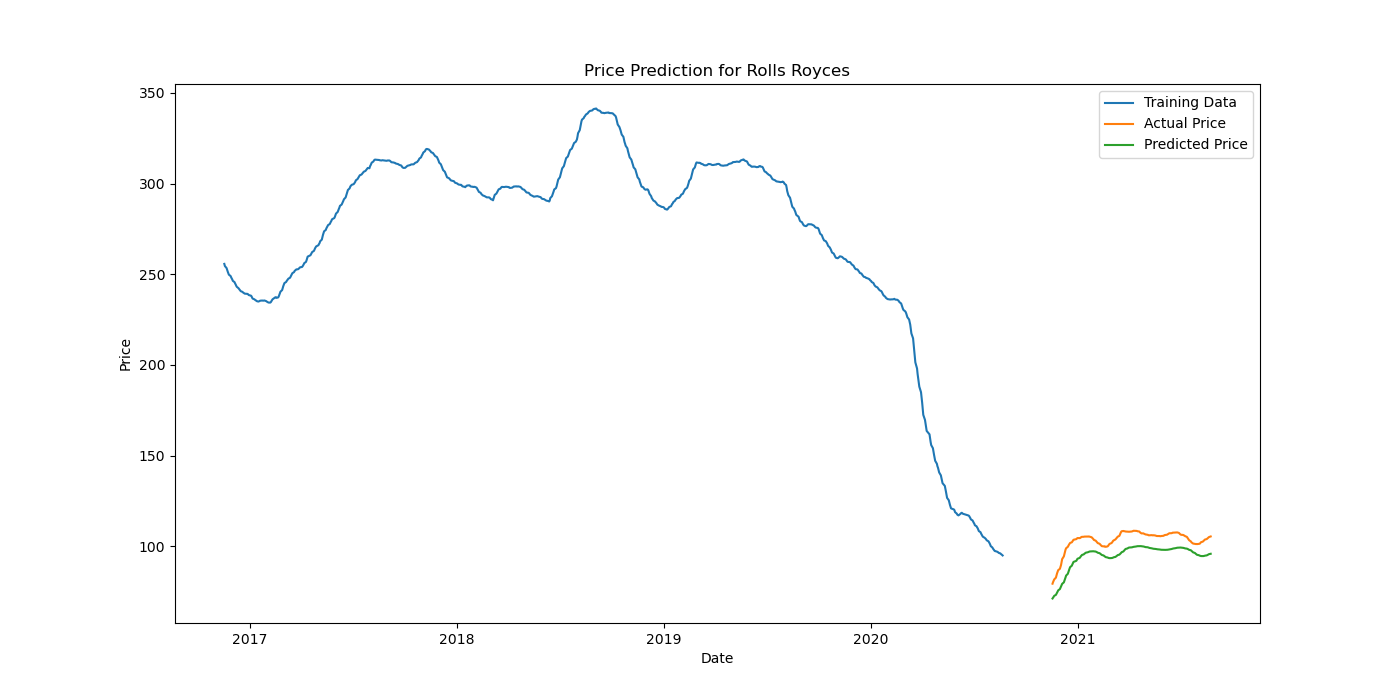 Price Prediction for Rolls Royces
Training Data
Actual Price
Predicted Price
350
300
250
200
150
100
Price
2017 2018 2019 2020 2021
Date